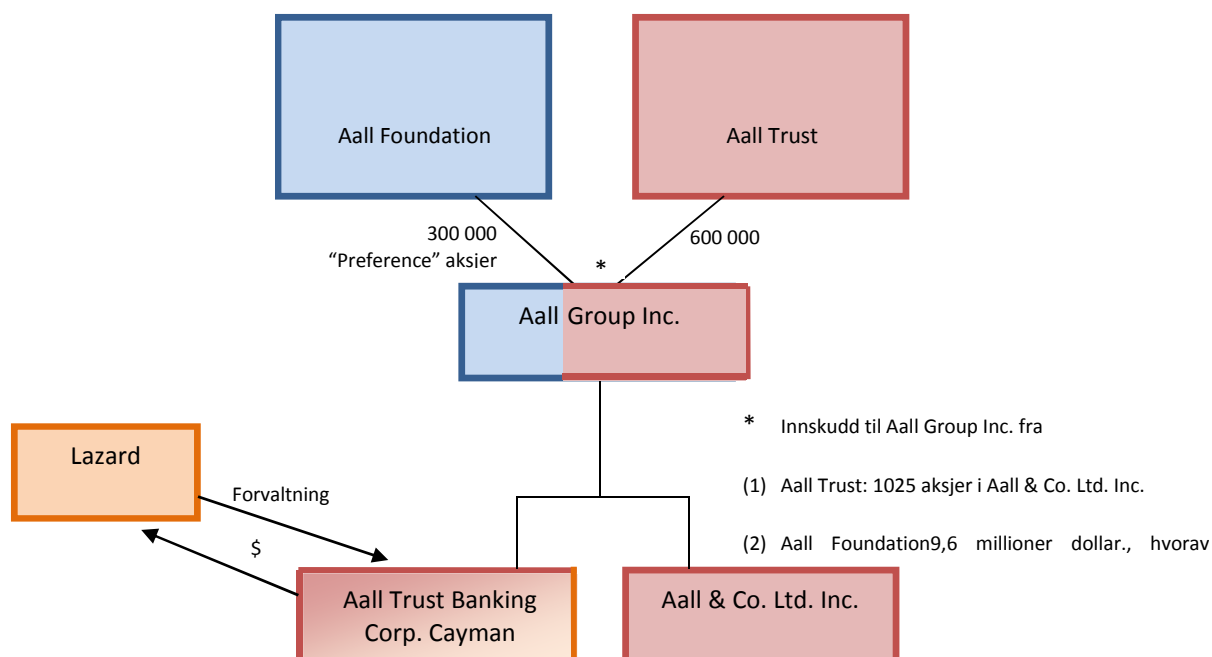 Aall Foundation
Aall Trust
300 000
“Preference” aksjer
600 000
*
Aall Group Inc.
* Innskudd til Aall Group Inc. fra
Lazard
Forvaltning
(1) Aall Trust: 1025 aksjer i Aall & Co. Ltd. Inc.
$
(2) Aall Foundation9,6 millioner dollar., hvorav
Aall Trust Banking
Corp. Cayman
Aall & Co. Ltd. Inc.